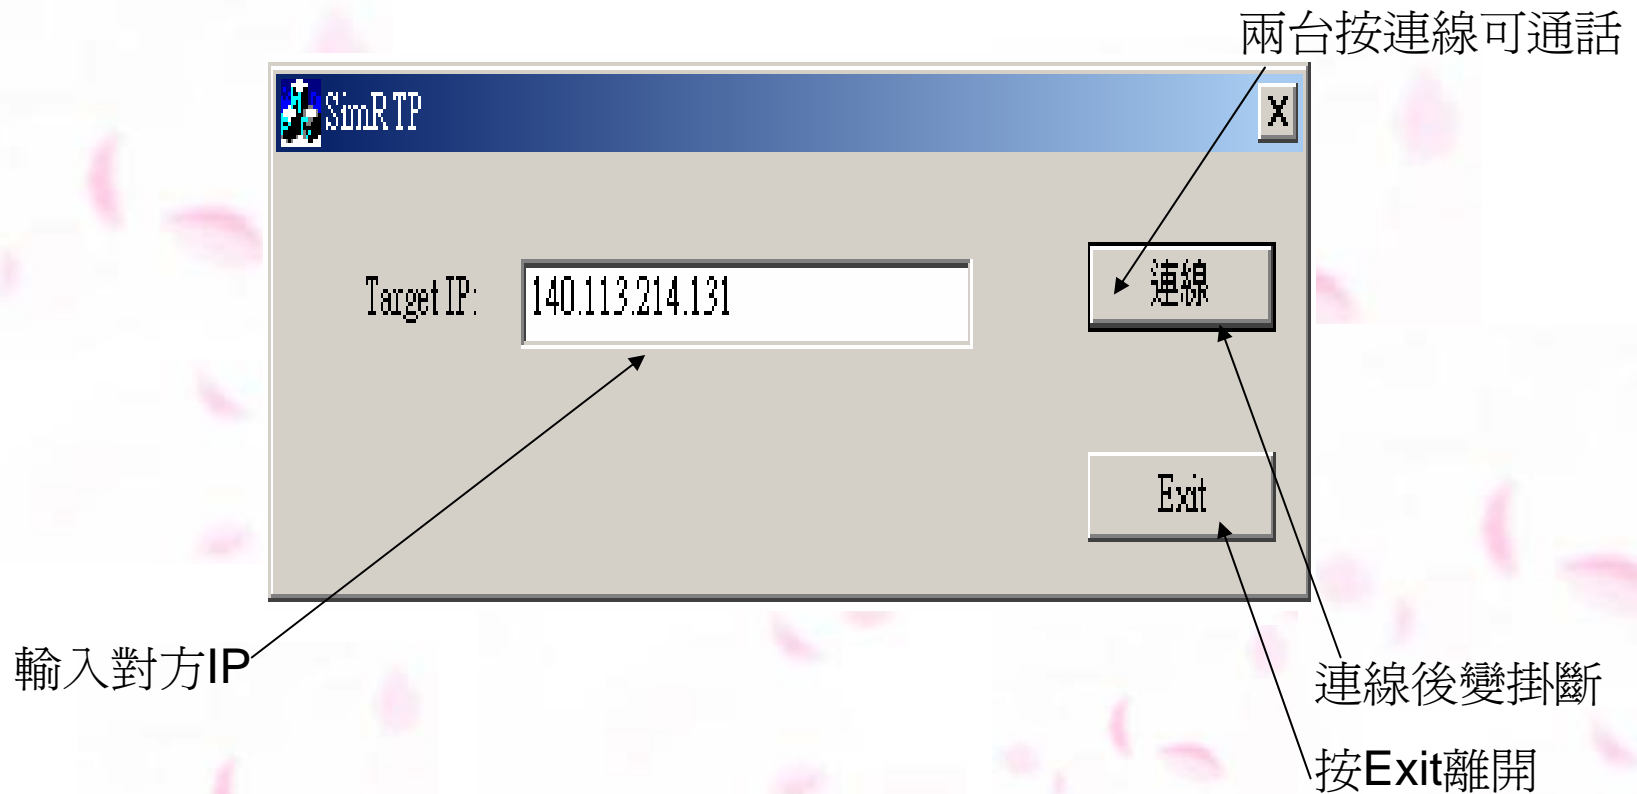 兩台按連線可通話
SimRTP
X
Target IP: 140.113.214.131
連線
Exit
輸入對方IP
連線後變掛斷
按Exit離開